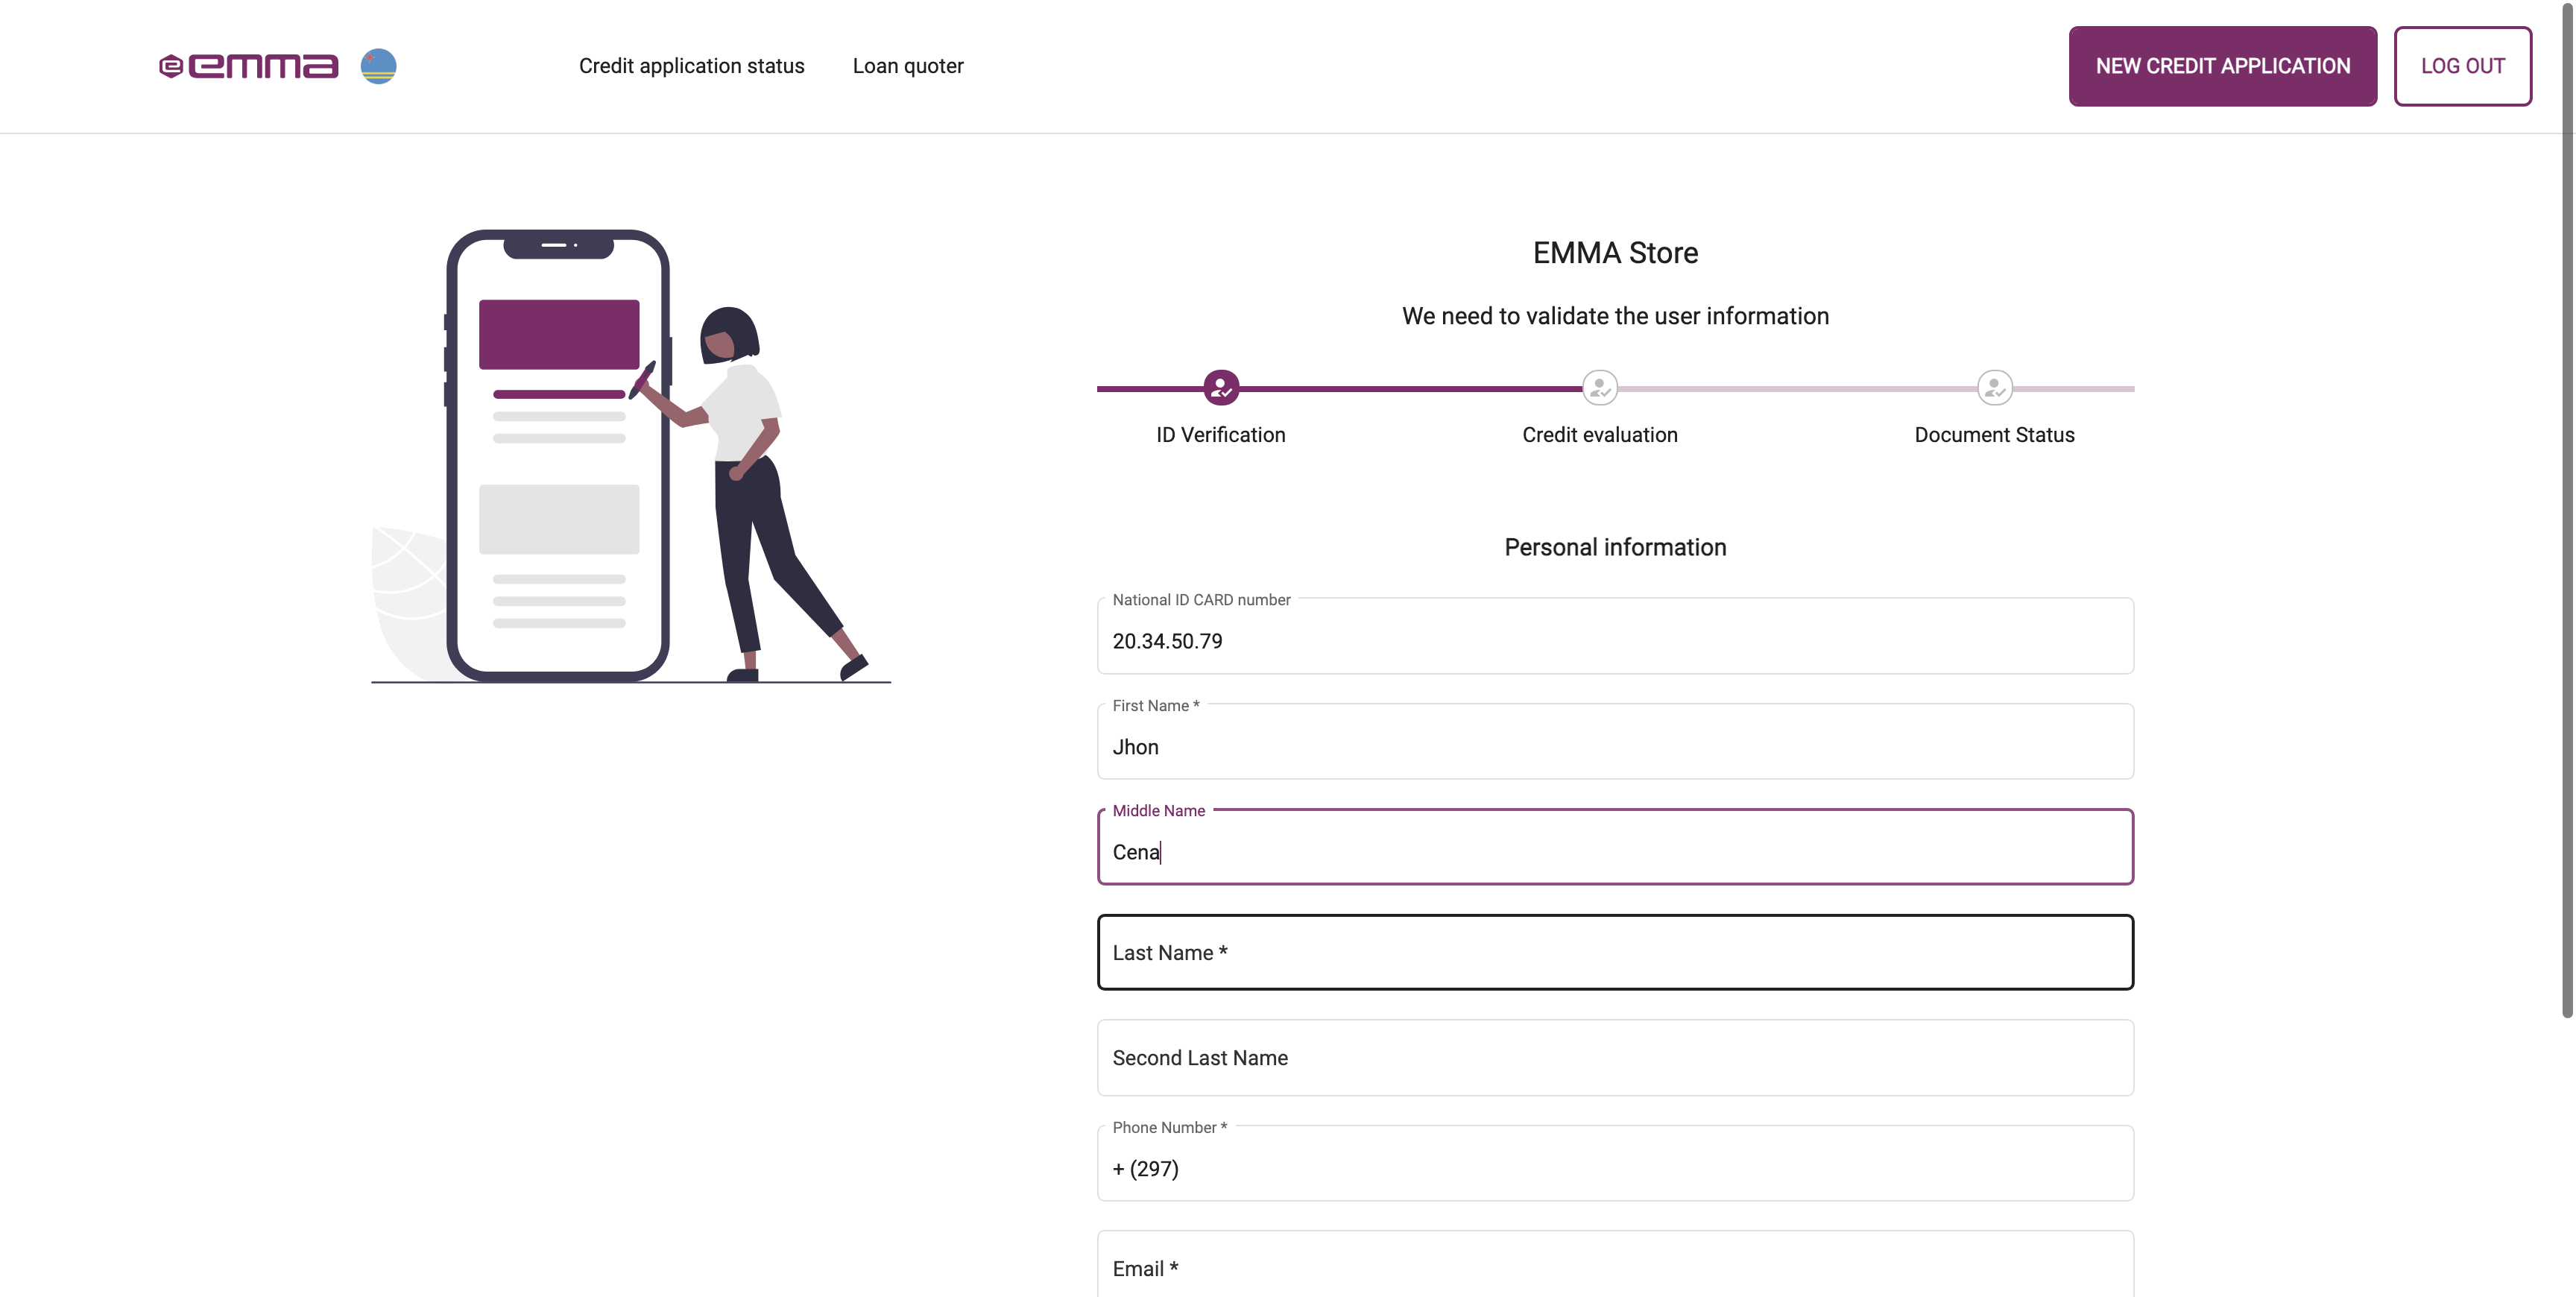 emma
Credit application status
Loan quoter
NEW CREDIT APPLICATION
LOG OUT
EMMA Store
We need to validate the user information
ID Verification
Credit evaluation
Document Status
Personal information
National ID CARD number
20.34.50.79
First Name *
Jhon
Middle Name
Cena
Last Name *
Second Last Name
Phone Number *
+ (297)
Email *